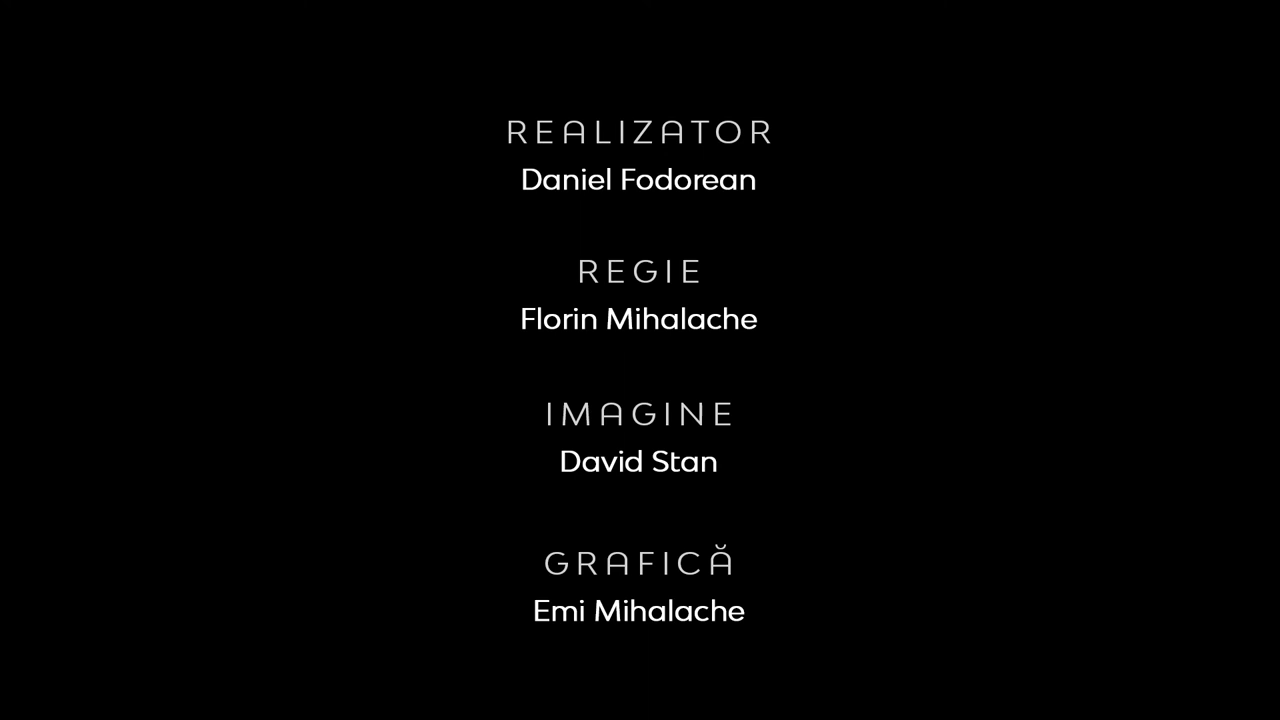 REALIZATOR
Daniel Fodorean
REGIE
Florin Mihalache
IMAGINE
David Stan
GRAFICĂ
Emi Mihalache